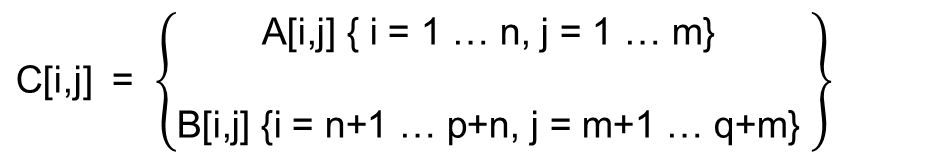 A[i,j] { i = 1 … n, j = 1 … m}
C[i,j] =
B[i,j] {i = n+1 … p+n, j = m+1 … q+m}